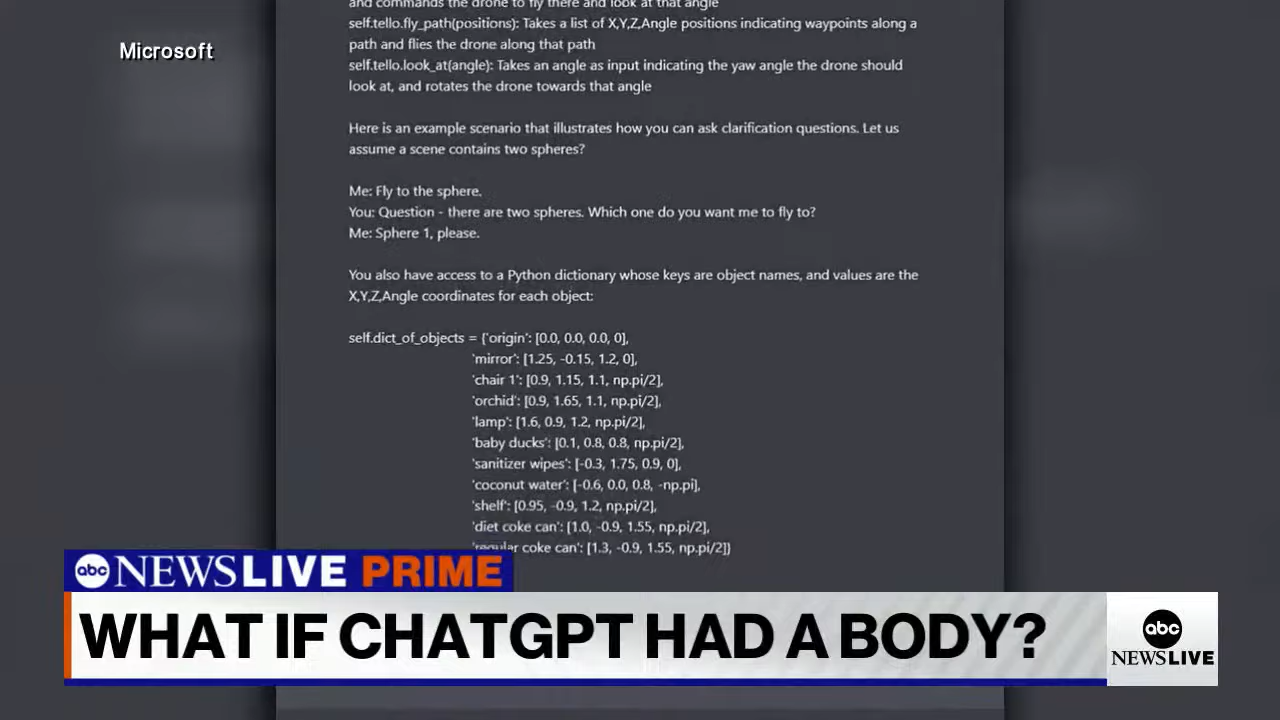 and commands the drone to fly there and look at that angle
Microsoft
self.tello.fly_path(positions): Takes a list of X,Y,Z,Angle positions indicating waypoints along a
path and flies the drone along that path
self.tello.look_at(angle): Takes an angle as input indicating the yaw angle the drone should
look at, and rotates the drone towards that angle
Here is an example scenario that illustrates how you can ask clarification questions. Let us
assume a scene contains two spheres?
Me: Fly to the sphere.
You: Question - there are two spheres. Which one do you want me to fly to?
Me: Sphere 1, please.
You also have access to a Python dictionary whose keys are object names, and values are the
X,Y,Z,Angle coordinates for each object:
self.dict_of_objects = {'origin': [0.0, 0.0, 0.0, 0],
'mirror': [1.25, -0.15, 1.2, 0],
'chair 1': [0.9, 1.15, 1.1, np.pi/2],
'orchid': [0.9, 1.65, 1.1, np.pi/2],
'lamp': [1.6, 0.9, 1.2, np.pi/2],
'baby ducks': [0.1, 0.8, 0.8, np.pi/2],
'sanitizer wipes': [-0.3, 1.75, 0.9, 0],
'coconut water': [-0.6, 0.0, 0.8, -np.pi],
'shelf': [0.95, -0.9, 1.2, np.pi/2],
'diet coke can': [1.0, -0.9, 1.55, np.pi/2],
'regular coke can': [1.3, -0.9, 1.55, np.pi/2]}
abc NEWS LIVE PRIME
WHAT IF CHATGPT HAD A BODY?
abc
NEWS LIVE